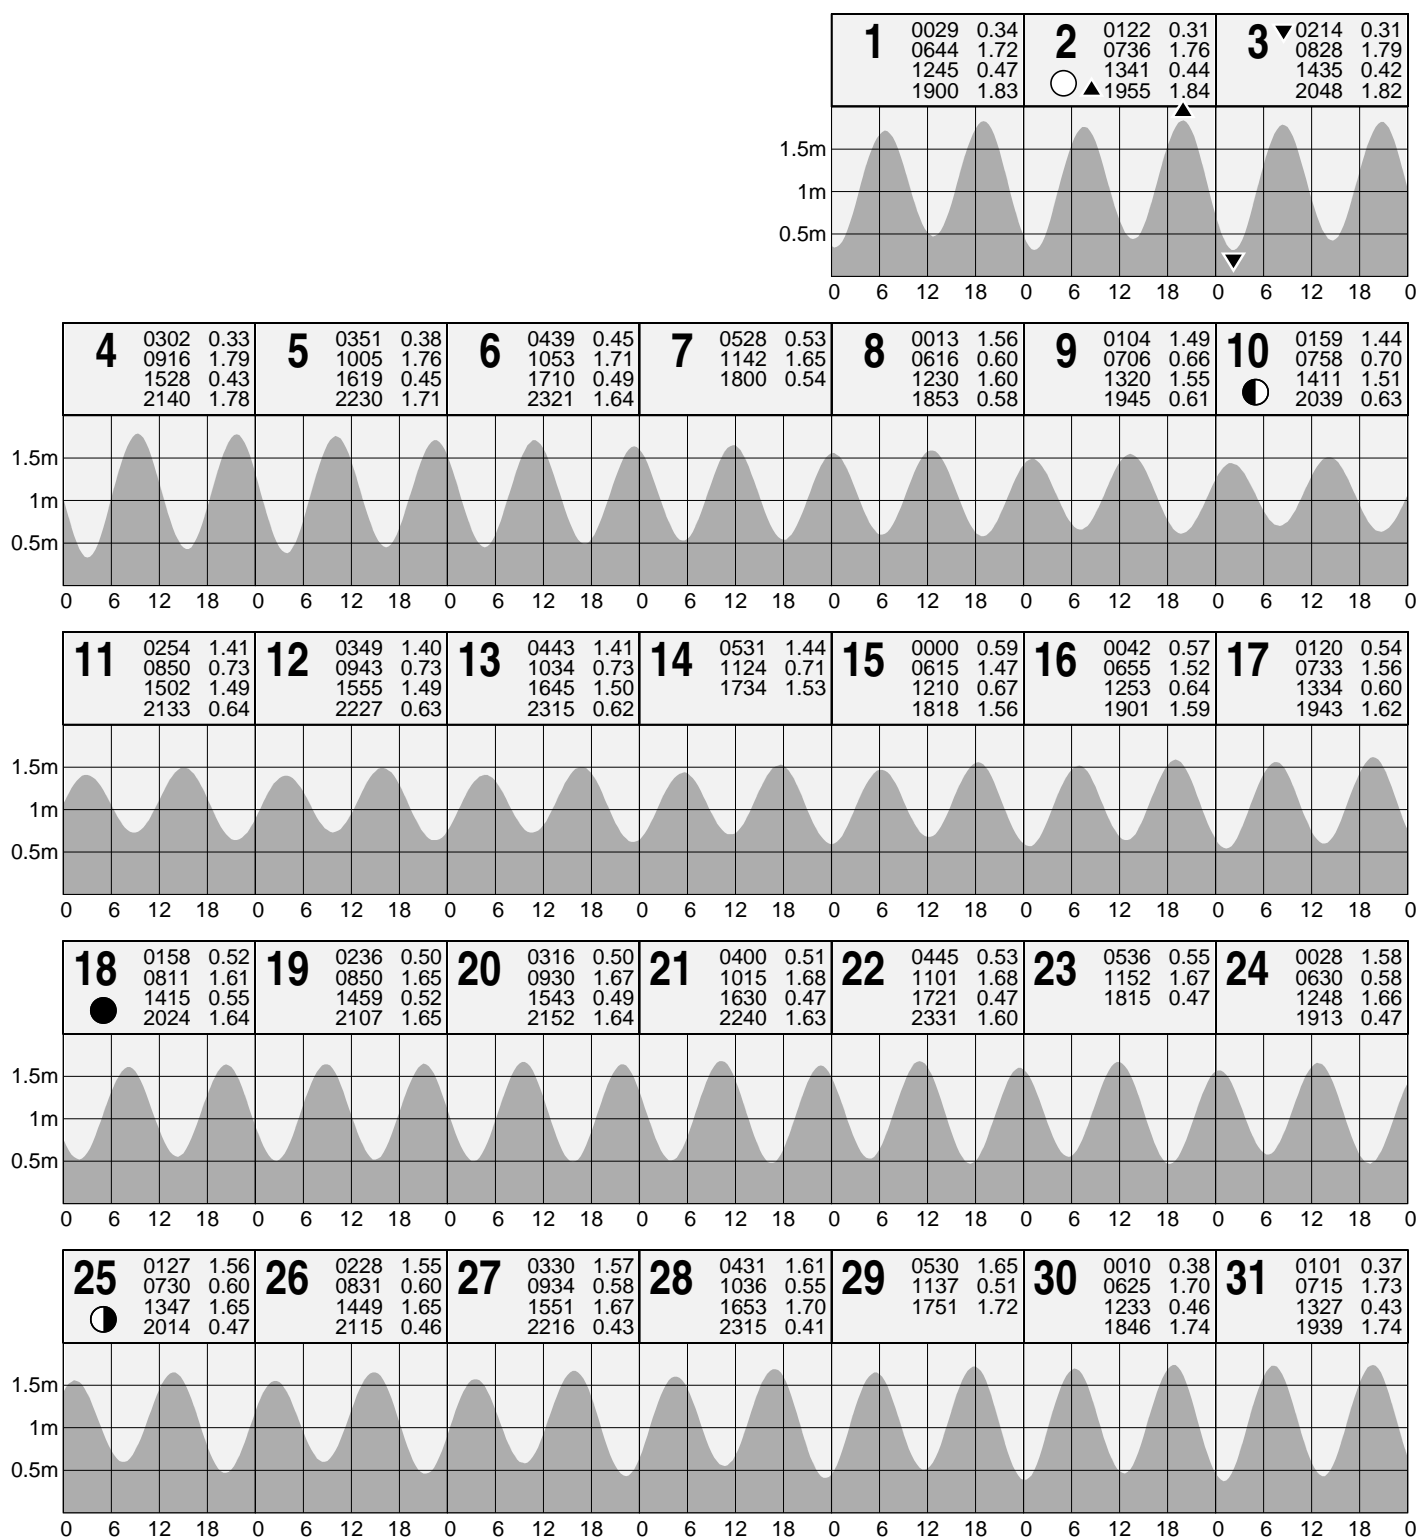 1 0029 0.34 2 0122 0.31 3 0214 0.31
0644 1.72 0736 1.76 0828 1.79
1245 0.47 1341 0.44 1435 0.42
1900 1.83 1955 1.84 2048 1.82
1.5m
1m
0.5m
0 6 12 18 0 6 12 18 0 6 12 18 0
4 0302 0.33 5 0351 0.38 6 0439 0.45 7 0528 0.53 8 0013 1.56 9 0104 1.49 10 0159 1.44
0916 1.79 1005 1.76 1053 1.71 1142 1.65 0616 0.60 0706 0.66 0758 0.70
1528 0.43 1619 0.45 1710 0.49 1800 0.54 1230 1.60 1320 1.55 1411 1.51
2140 1.78 2230 1.71 2321 1.64 1853 0.58 1945 0.61 2039 0.63
1.5m
1m
0.5m
0 6 12 18 0 6 12 18 0 6 12 18 0 6 12 18 0 6 12 18 0 6 12 18 0 6 12 18 0
11 0254 1.41 12 0349 1.40 13 0443 1.41 14 0531 1.44 15 0000 0.59 16 0042 0.57 17 0120 0.54
0850 0.73 0943 0.73 1034 0.73 1124 0.71 0615 1.47 0655 1.52 0733 1.56
1502 1.49 1555 1.49 1645 1.50 1734 1.53 1210 0.67 1253 0.64 1334 0.60
2133 0.64 2227 0.63 2315 0.62 1818 1.56 1901 1.59 1943 1.62
1.5m
1m
0.5m
0 6 12 18 0 6 12 18 0 6 12 18 0 6 12 18 0 6 12 18 0 6 12 18 0 6 12 18 0
18 0158 0.52 19 0236 0.50 20 0316 0.50 21 0400 0.51 22 0445 0.53 23 0536 0.55 24 0028 1.58
0811 1.61 0850 1.65 0930 1.67 1015 1.68 1101 1.68 1152 1.67 0630 0.58
1415 0.55 1459 0.52 1543 0.49 1630 0.47 1721 0.47 1815 0.47 1248 1.66
2024 1.64 2107 1.65 2152 1.64 2240 1.63 2331 1.60 1913 0.47
1.5m
1m
0.5m
0 6 12 18 0 6 12 18 0 6 12 18 0 6 12 18 0 6 12 18 0 6 12 18 0 6 12 18 0
25 0127 1.56 26 0228 1.55 27 0330 1.57 28 0431 1.61 29 0530 1.65 30 0010 0.38 31 0101 0.37
0730 0.60 0831 0.60 0934 0.58 1036 0.55 1137 0.51 0625 1.70 0715 1.73
1347 1.65 1449 1.65 1551 1.67 1653 1.70 1751 1.72 1233 0.46 1327 0.43
2014 0.47 2115 0.46 2216 0.43 2315 0.41 1846 1.74 1939 1.74
1.5m
1m
0.5m
0 6 12 18 0 6 12 18 0 6 12 18 0 6 12 18 0 6 12 18 0 6 12 18 0 6 12 18 0